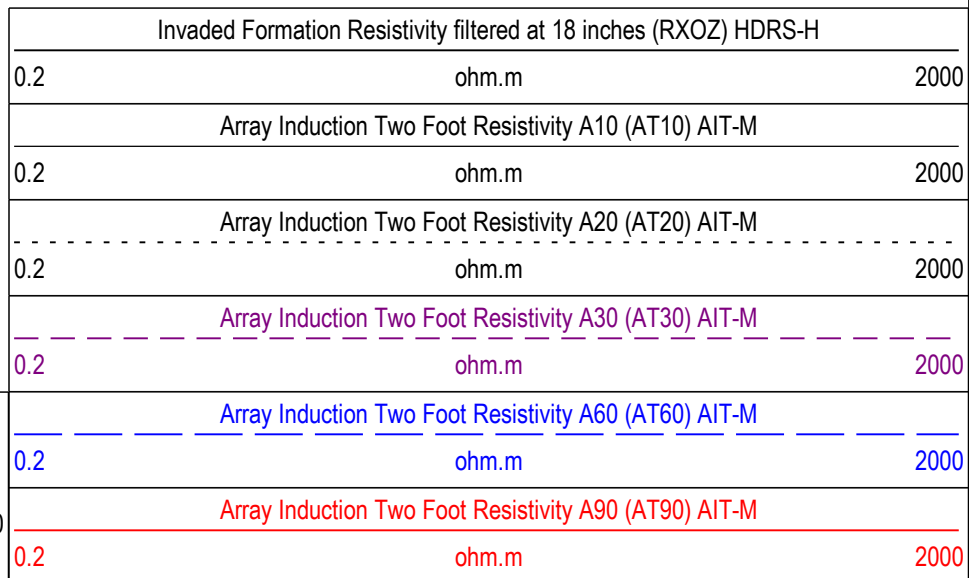 Invaded Formation Resistivity filtered at 18 inches (RXOZ) HDRS-H
0.2 ohm.m 2000
Array Induction Two Foot Resistivity A10 (AT10) AIT-M
0.2 ohm.m 2000
Array Induction Two Foot Resistivity A20 (AT20) AIT-M
0.2 ohm.m 2000
Array Induction Two Foot Resistivity A30 (AT30) AIT-M
0.2 ohm.m 2000
Array Induction Two Foot Resistivity A60 (AT60) AIT-M
0.2 ohm.m 2000
Array Induction Two Foot Resistivity A90 (AT90) AIT-M
0.2 ohm.m 2000